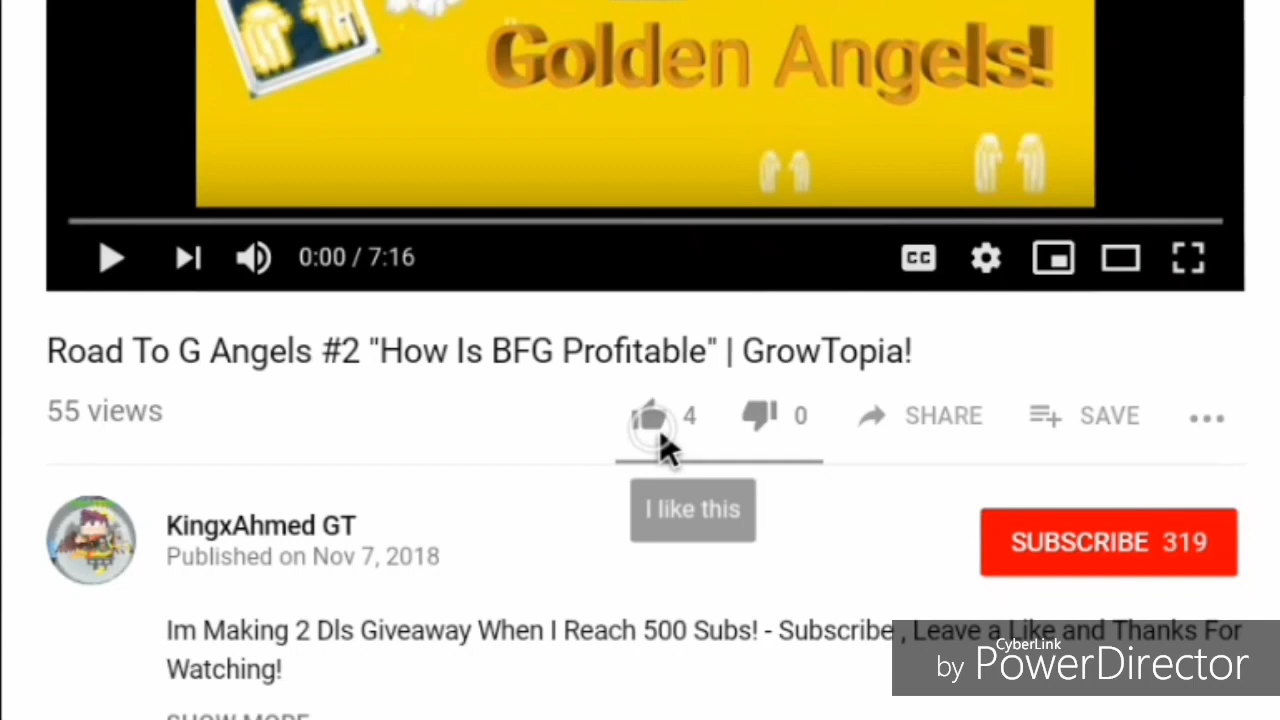 Golden Angels!
0:00 / 7:16
CC
Road To G Angels #2 "How Is BFG Profitable" | GrowTopia!
55 views
4
0
SHARE
SAVE
I like this
KingxAhmed GT
Published on Nov 7, 2018
SUBSCRIBE 319
Im Making 2 Dls Giveaway When I Reach 500 Subs! - Subscribe , Leave a Like and Thanks For
Watching!
CyberLink
by PowerDirector
SHOW MORE